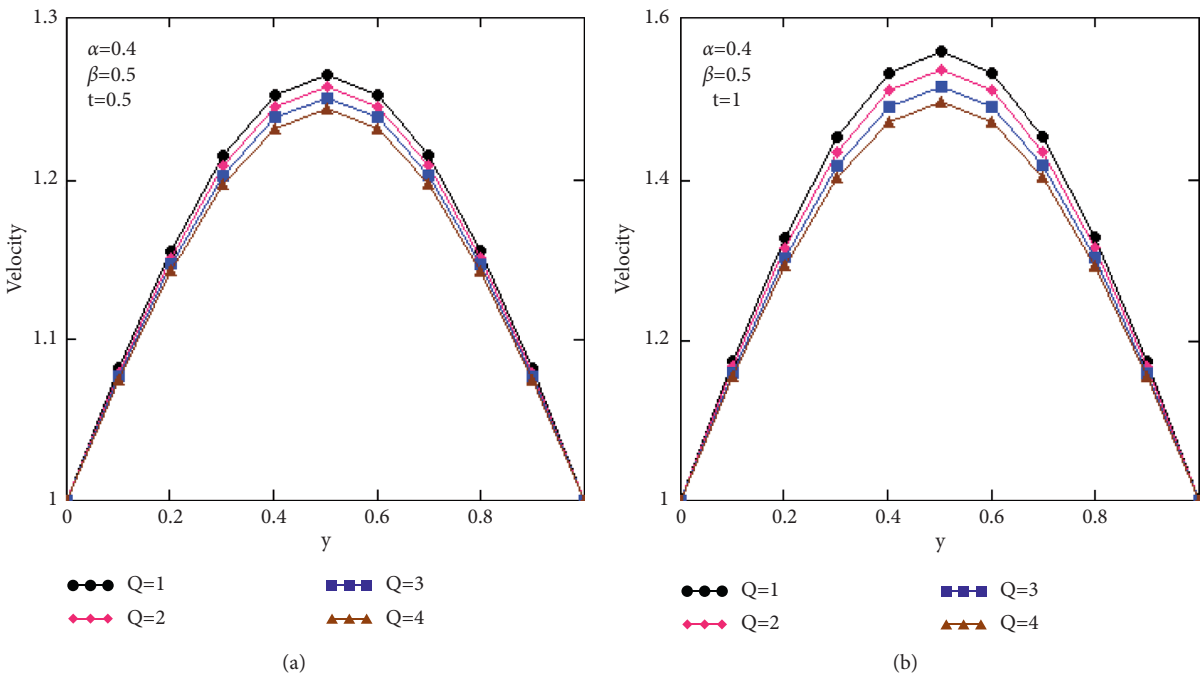 1.3
α=0.4
β=0.5
t=0.5
1.2
Velocity
1.1
1
0 0.2 0.4 0.6 0.8
y
Q=1 Q=3
Q=2 Q=4
(a)
1.6
α=0.4
β=0.5
t=1
1.4
Velocity
1.2
1
0 0.2 0.4 0.6 0.8
y
Q=1 Q=3
Q=2 Q=4
(b)